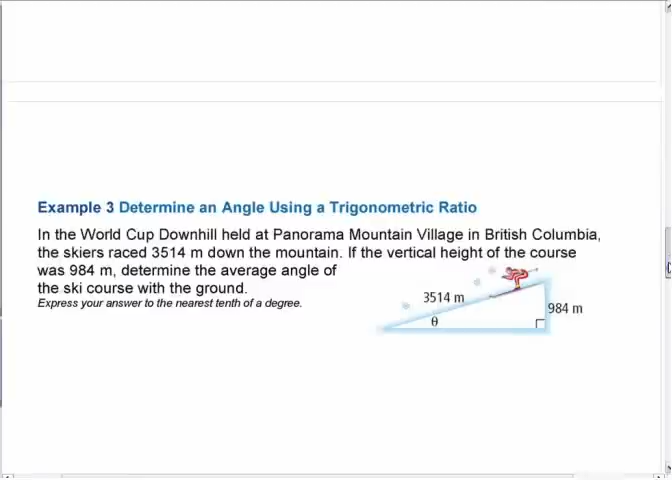 Example 3 Determine an Angle Using a Trigonometric Ratio
In the World Cup Downhill held at Panorama Mountain Village in British Columbia,
the skiers raced 3514 m down the mountain. If the vertical height of the course
was 984 m, determine the average angle of
the ski course with the ground.
Express your answer to the nearest tenth of a degree.
3514 m
984 m
θ